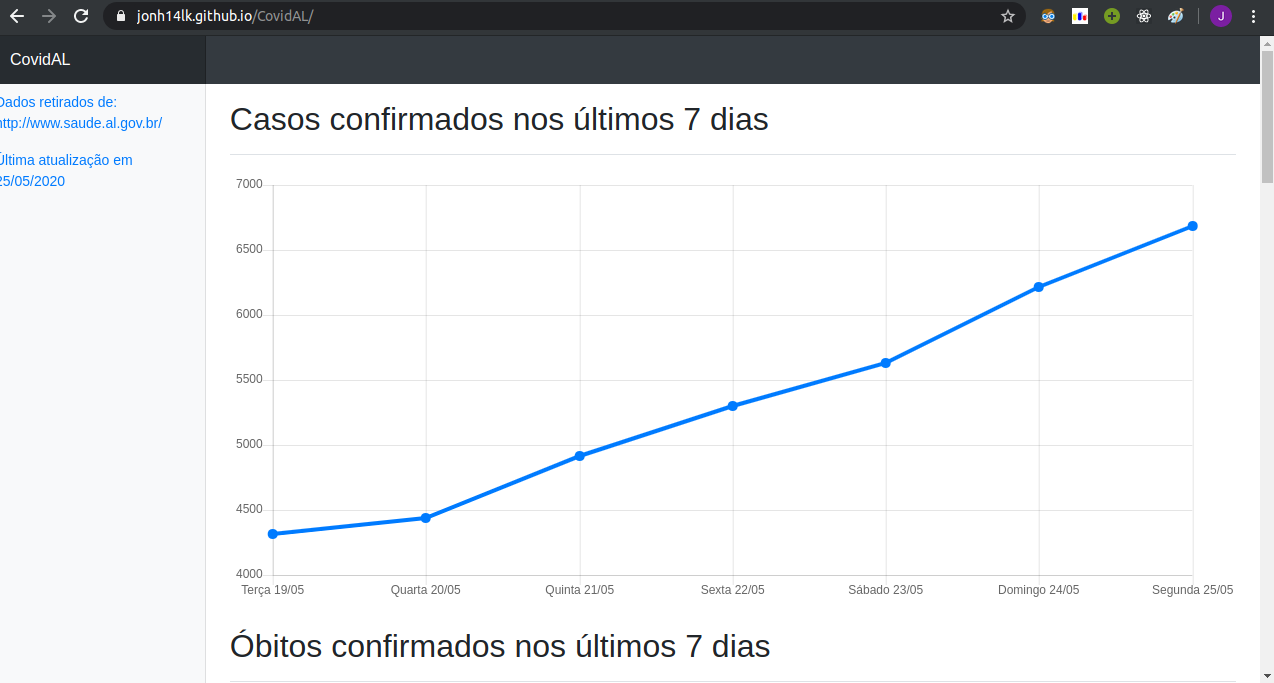 jonh14lk.github.io/CovidAL/
J
CovidAL
Dados retirados de:
http://www.saude.al.gov.br/
Última atualização em
25/05/2020
Casos confirmados nos últimos 7 dias
7000
6500
6000
5500
5000
4500
4000
Terça 19/05 Quarta 20/05 Quinta 21/05 Sexta 22/05 Sábado 23/05 Domingo 24/05 Segunda 25/05
Óbitos confirmados nos últimos 7 dias